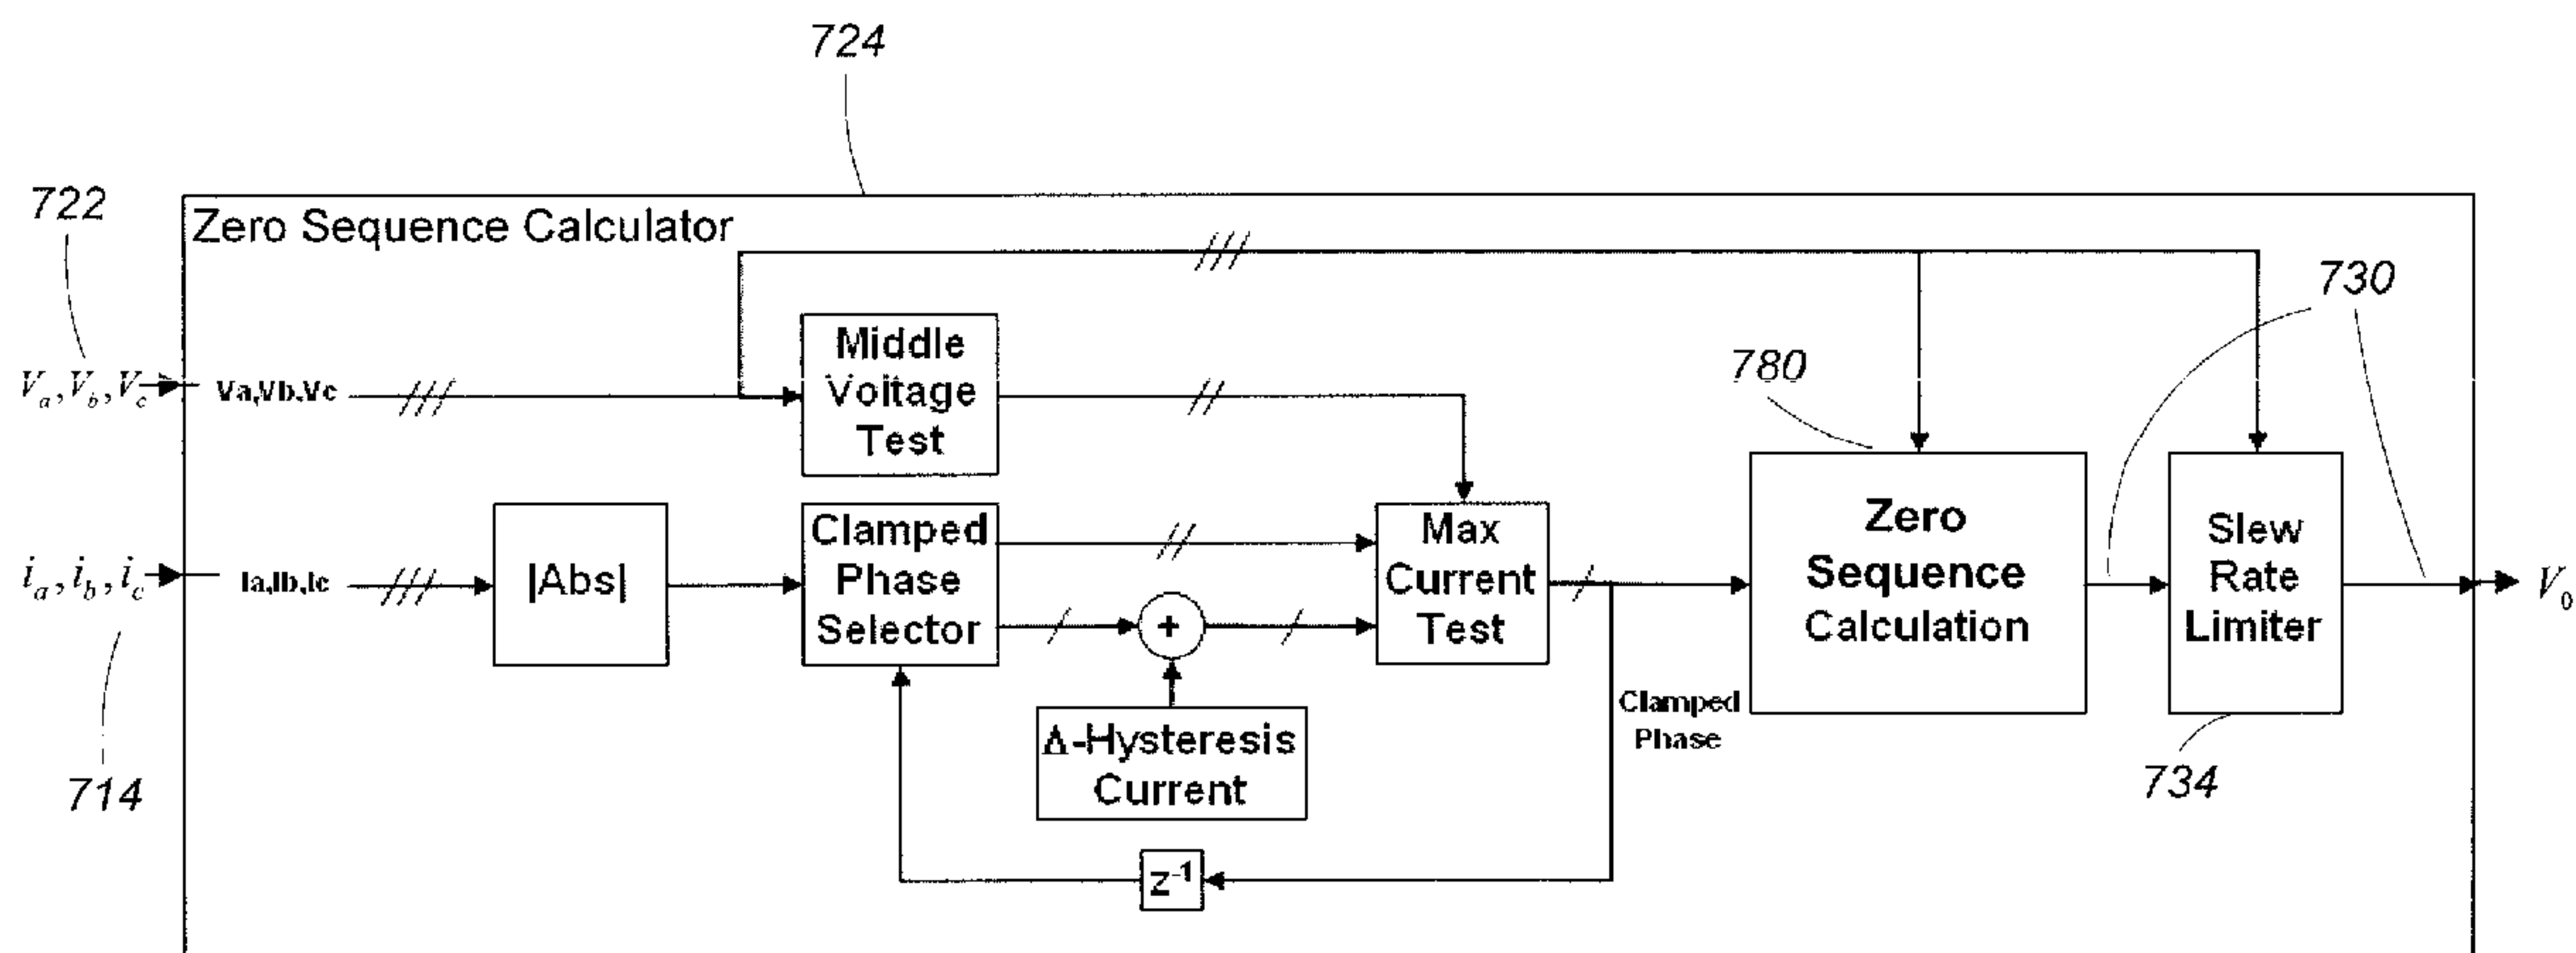 724
722
Zero Sequence Calculator
730
780
Va, Vb, Vc
Va,Vb,Vc
Middle
Voltage
Test
ia, ib, ic
Ia,Ib,Ic
|Abs|
Clamped
Phase
Selector
+
Max
Current
Test
Zero
Sequence
Calculation
Slew
Rate
Limiter
V0
714
Δ-Hysteresis
Current
Clamped
Phase
734
z-1